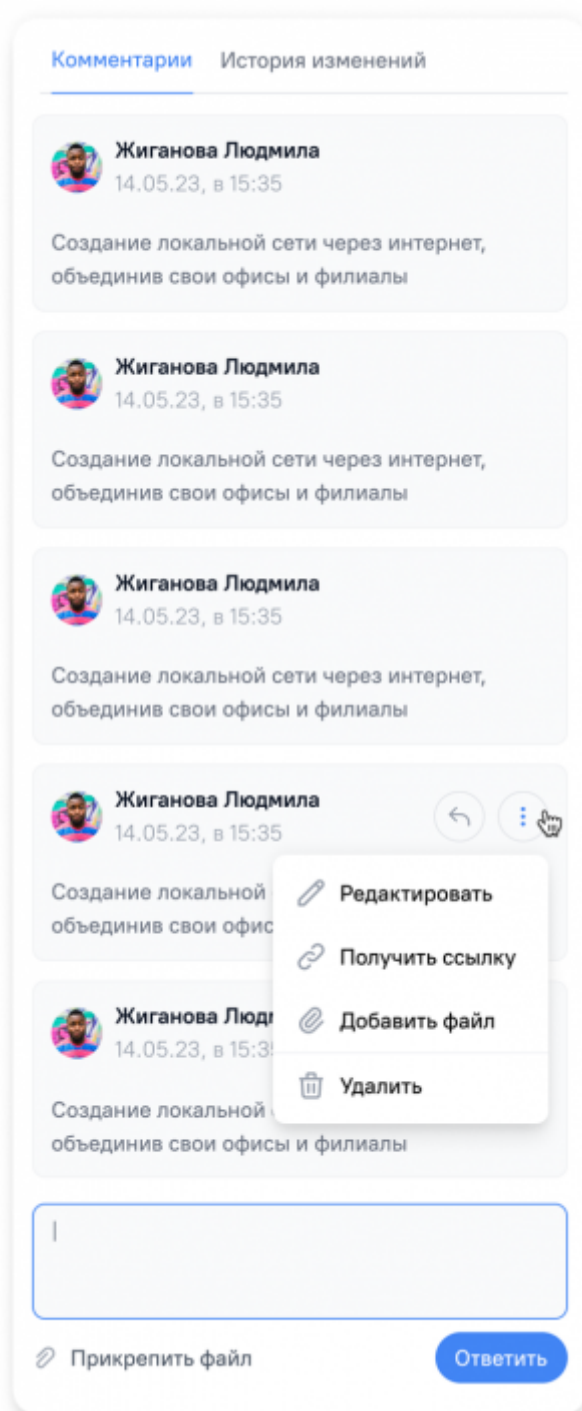 Комментарии История изменений
Жиганова Людмила
14.05.23, в 15:35
Создание локальной сети через интернет,
объединив свои офисы и филиалы
Жиганова Людмила
14.05.23, в 15:35
Создание локальной сети через интернет,
объединив свои офисы и филиалы
Жиганова Людмила
14.05.23, в 15:35
Создание локальной сети через интернет,
объединив свои офисы и филиалы
Жиганова Людмила
14.05.23, в 15:35
Создание локальной
объединив свои
Редактировать
Получить ссылку
Добавить файл
Удалить
Жиганова
14.05.23, в
Создание локальной
объединив свои офисы и филиалы
Прикрепить файл Ответить